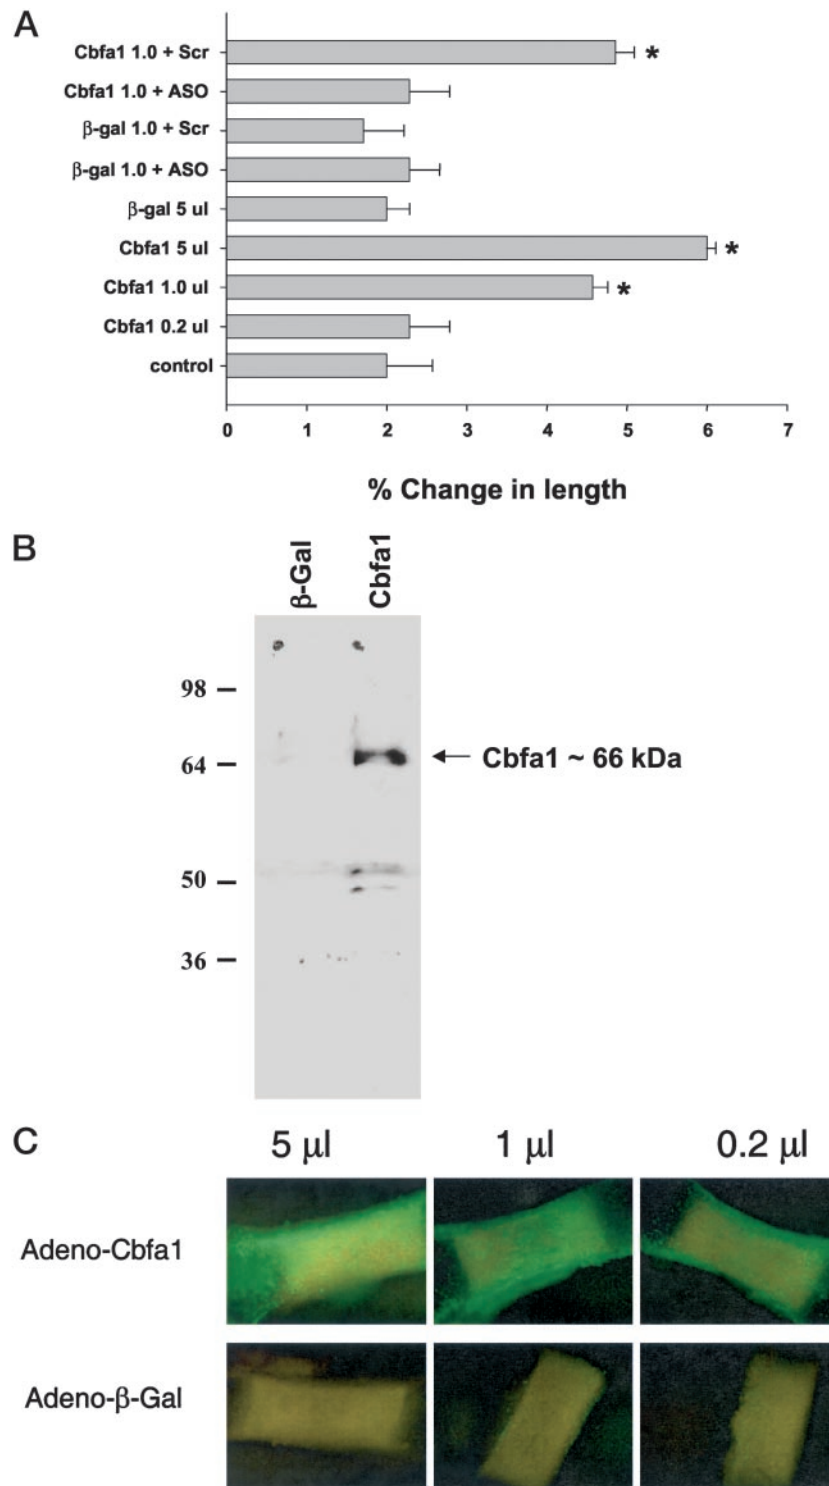 A
Cbfa1 1.0 + Scr
*
Cbfa1 1.0 + ASO
β-gal 1.0 + Scr
β-gal 1.0 + ASO
β-gal 5 ul
Cbfa1 5 ul
*
Cbfa1 1.0 ul
*
Cbfa1 0.2 ul
control
0 1 2 3 4 5 6 7
% Change in length
B
β-Gal
Cbfa1
98
64
Cbfa1 ~ 66 kDa
50
36
C
5 μl 1 μl 0.2 μl
Adeno-Cbfa1
Adeno-β-Gal